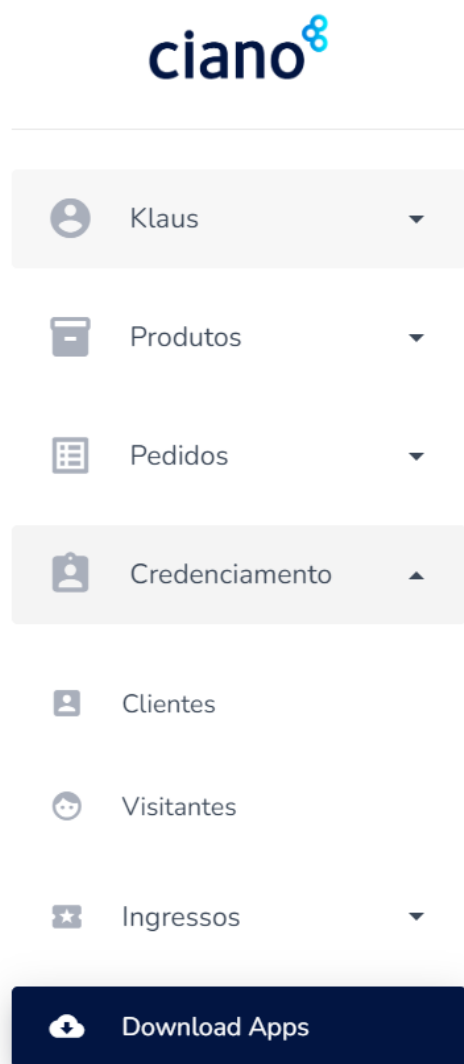 ciano
Klaus
Produtos
Pedidos
Credenciamento
Clientes
Visitantes
Ingressos
Download Apps